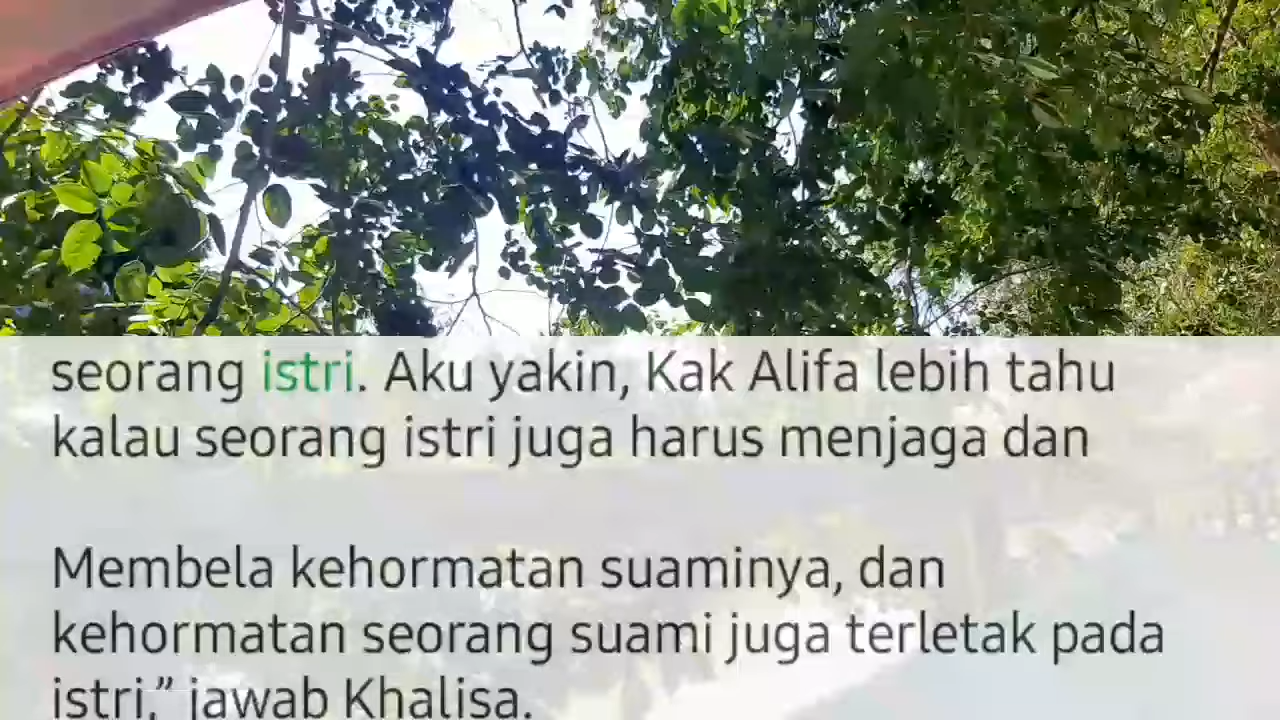 seorang istri. Aku yakin, Kak Alifa lebih tahu
kalau seorang istri juga harus menjaga dan
Membela kehormatan suaminya, dan
kehormatan seorang suami juga terletak pada
istri,” jawab Khalisa.